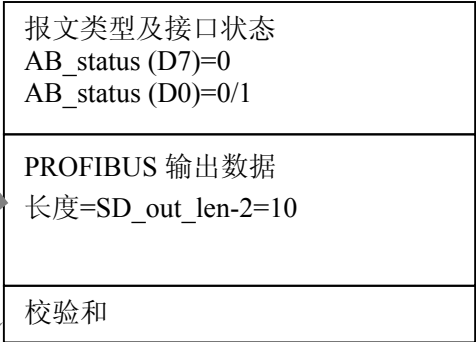 报文类型及接口状态
AB_status (D7)=0
AB_status (D0)=0/1
PROFIBUS 输出数据
长度=SD_out_len-2=10
校验和